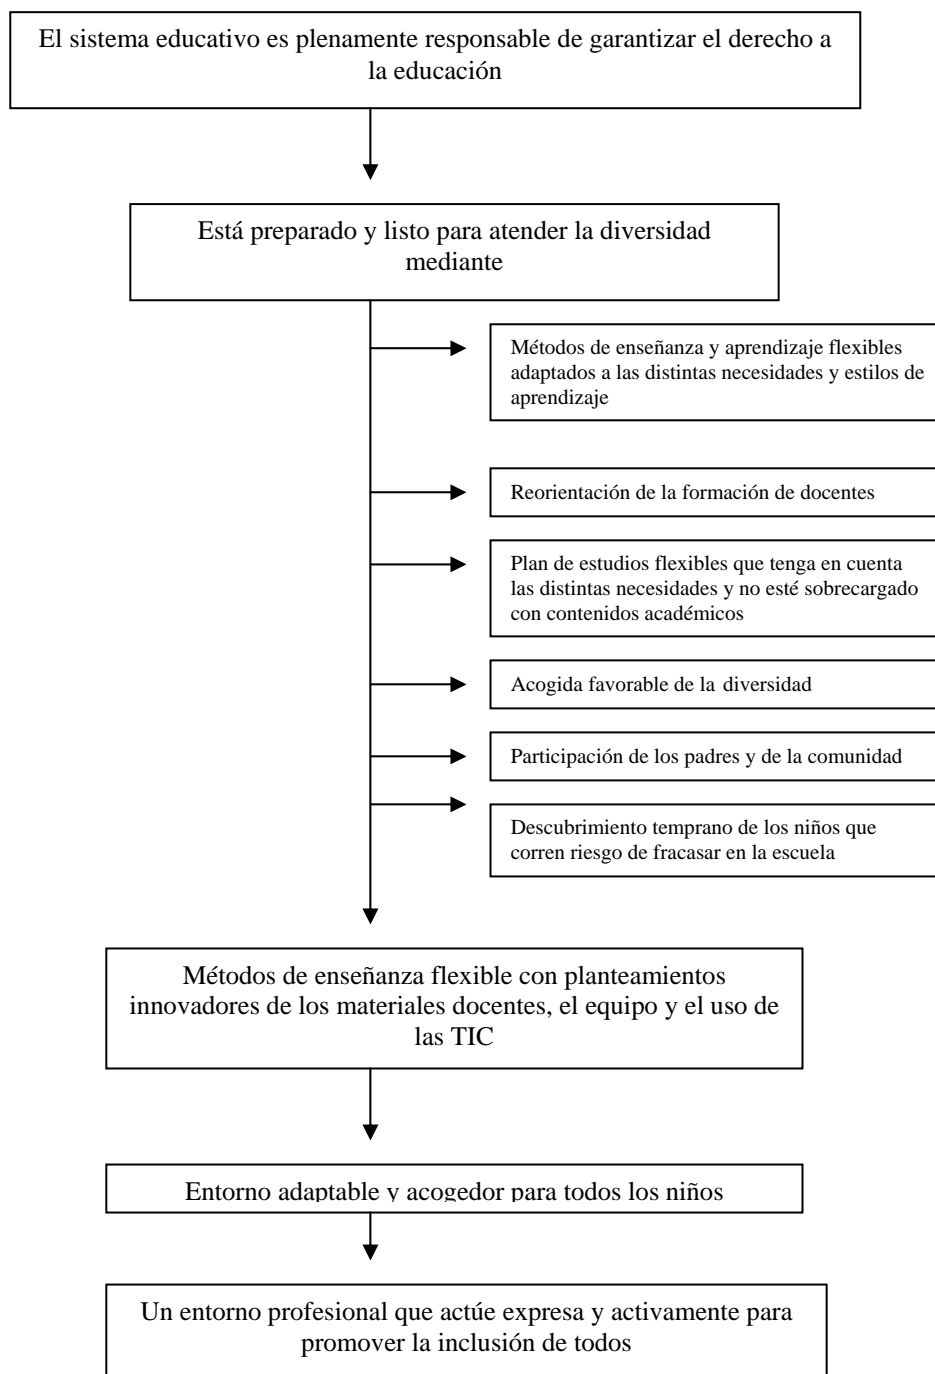 El sistema educativo es plenamente responsable de garantizar el derecho a
la educación
Está preparado y listo para atender la diversidad
mediante
Métodos de enseñanza y aprendizaje flexibles
adaptados a las distintas necesidades y estilos de
aprendizaje
Reorientación de la formación de docentes
Plan de estudios flexibles que tenga en cuenta
las distintas necesidades y no esté sobrecargado
con contenidos académicos
Acogida favorable de la diversidad
Participación de los padres y de la comunidad
Descubrimiento temprano de los niños que
corren riesgo de fracasar en la escuela
Métodos de enseñanza flexible con planteamientos
innovadores de los materiales docentes, el equipo y el uso de
las TIC
Entorno adaptable y acogedor para todos los niños
Un entorno profesional que actúe expresa y activamente para
promover la inclusión de todos